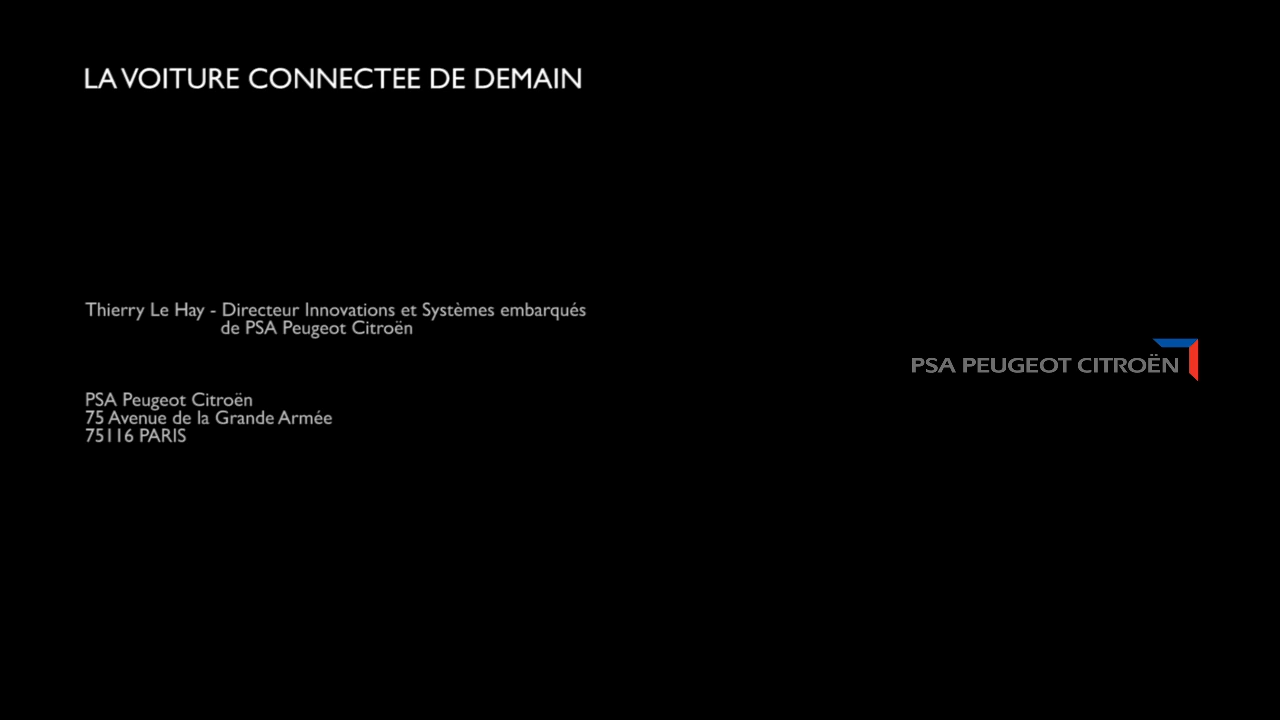 LA VOITURE CONNECTEE DE DEMAIN
Thierry Le Hay - Directeur Innovations et Systèmes embarqués
de PSA Peugeot Citroën
PSA PEUGEOT CITROËN
PSA Peugeot Citroën
75 Avenue de la Grande Armée
75116 PARIS